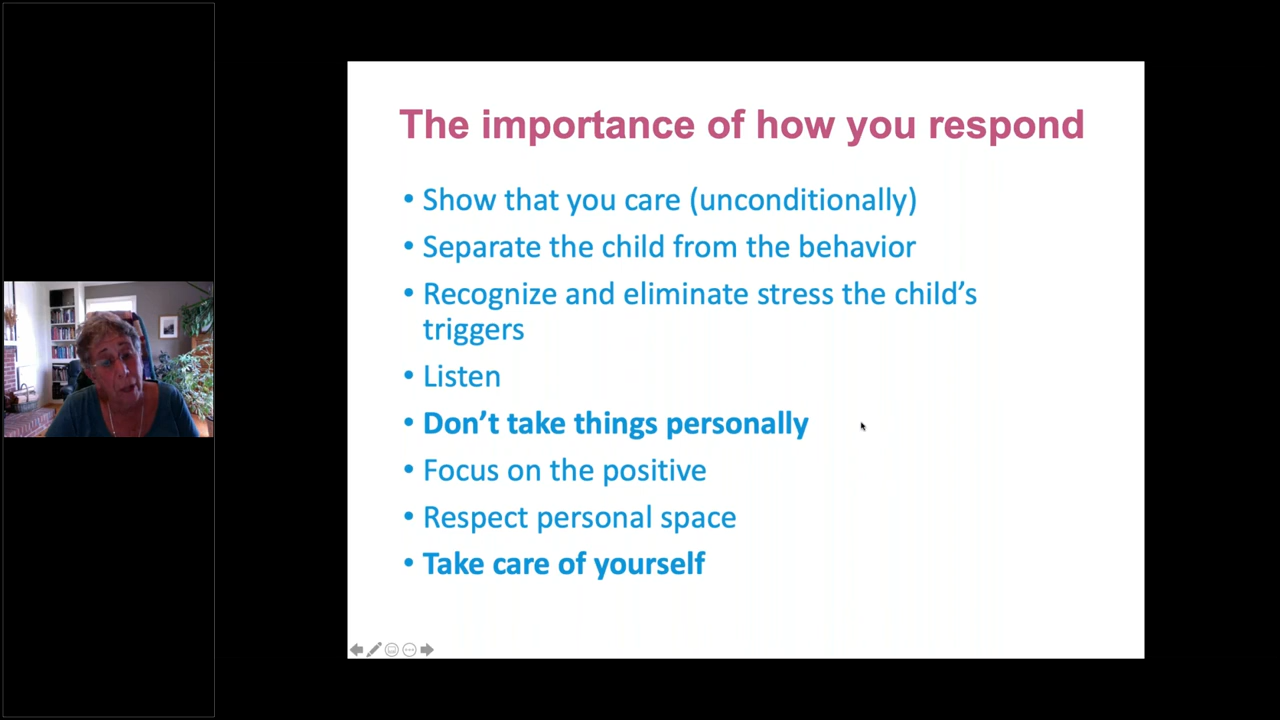 The importance of how you respond
• Show that you care (unconditionally)
• Separate the child from the behavior
• Recognize and eliminate stress the child’s
triggers
• Listen
• Don’t take things personally
• Focus on the positive
• Respect personal space
• Take care of yourself